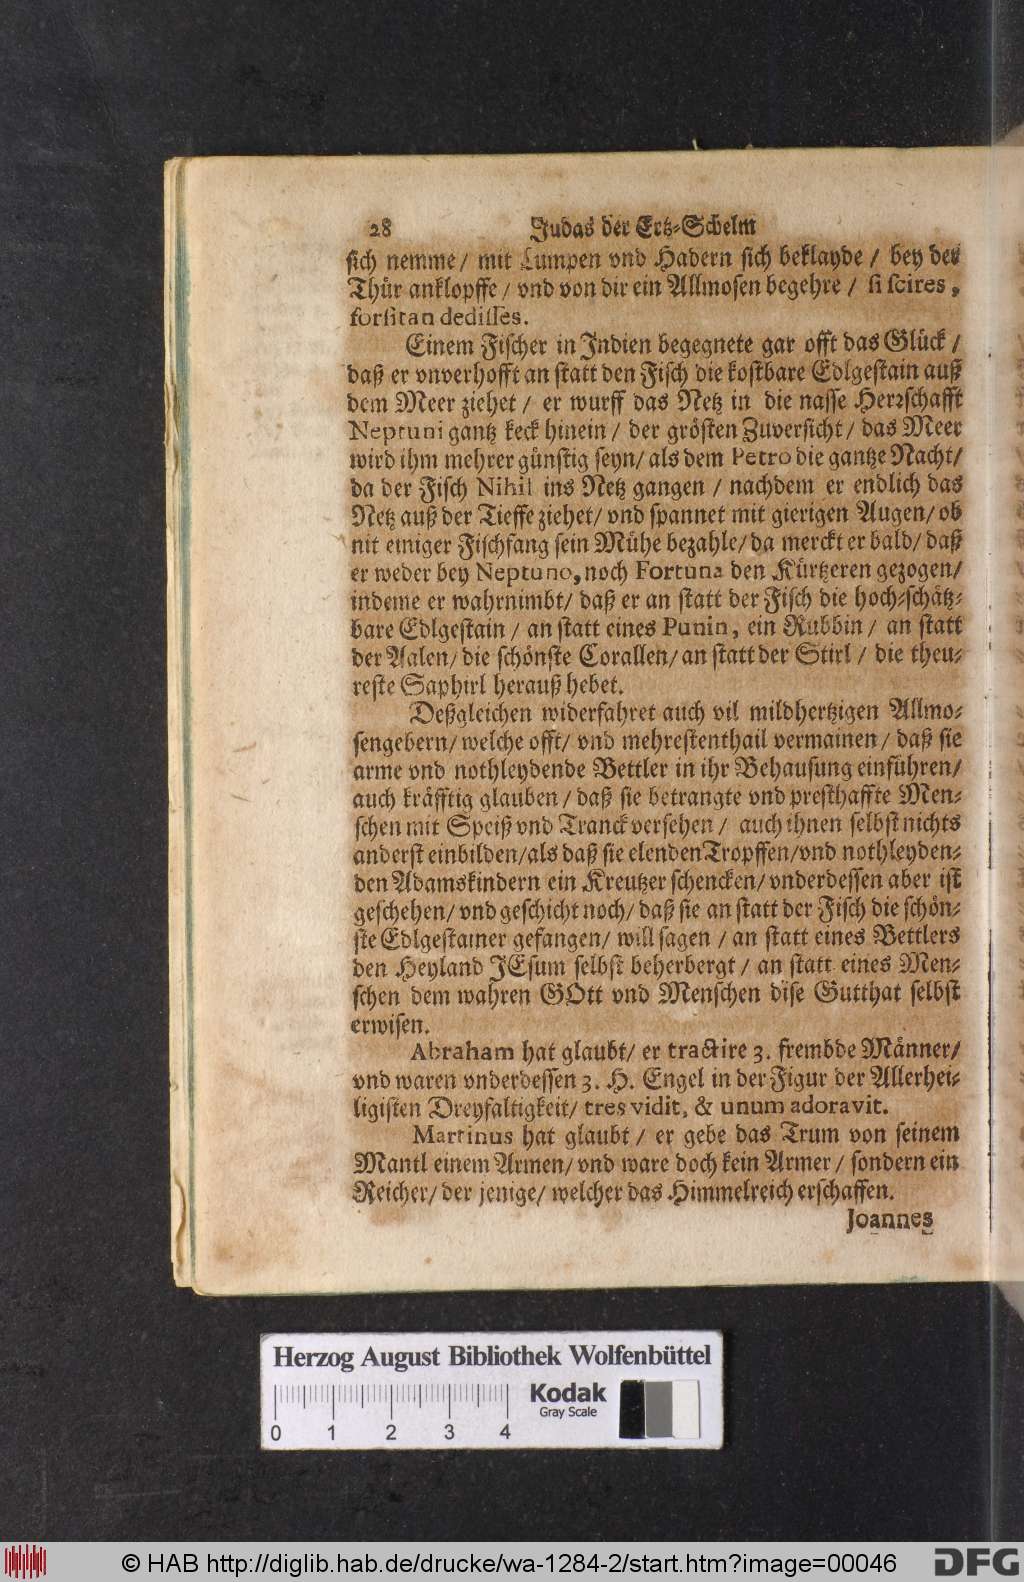 28 Judas der Ertz-Schelm
sich nemme/ mit Lumpen vnd Hadern sich beklayde / bey der
Thür anklopffe / vnd von dir ein Allmosen begehre / si scires,
forsitan dedisses.
Einem Fischer in Indien begegnete gar offt das Glück /
daß er vnverhofft an statt den Fisch die kostbare Edlgestain auß
dem Meer ziehet / er wurff das Netz in die nasse Herrschafft
Neptuni gantz keck hinein / der grösten Zuversicht / das Meer
wird ihm mehrer günstig seyn/ als dem Petro die gantze Nacht/
da der Fisch Nihil ins Netz gangen / nachdem er endlich das
Netz auß der Tieffe ziehet/ vnd spannet mit gierigen Augen/ ob
nit einiger Fischfang sein Mühe bezahle/ da merckt er bald/ daß
er weder bey Neptuno, noch Fortuna den Kürtzeren gezogen/
indeme er wahrnimbt/ daß er an statt der Fisch die hoch-schätz-
bare Edlgestain / an statt eines Punin, ein Rubbin / an statt
der Aalen/ die schönste Corallen/ an statt der Stirl / die theu-
reste Saphirl herauß hebet.
Deßgleichen widerfahret auch vil mildhertzigen Allmo-
sengebern/ welche offt/ vnd mehrestenthail vermainen / daß sie
arme vnd nothleydende Bettler in ihr Behausung einführen/
auch kräfftig glauben / daß sie betrangte vnd presthaffte Men-
schen mit Speiß vnd Tranck versehen / auch ihnen selbst nichts
anderst einbilden/als daß sie elenden Tropffen/vnd nothleyden-
den Adamskindern ein Kreutzer schencken/ vnderdessen aber ist
geschehen/ vnd geschicht noch/ daß sie an statt der Fisch die schön-
ste Edlgestainer gefangen/ will sagen / an statt eines Bettlers
den Heyland JEsum selbst beherbergt / an statt eines Men-
schen dem wahren GOtt vnd Menschen dise Gutthat selbst
erwisen.
Abraham hat glaubt/ er tractire 3. frembde Männer/
vnd waren vnderdessen 3. H. Engel in der Figur der Allerhei-
ligisten Dreyfaltigkeit/ tres vidit, & unum adoravit.
Martinus hat glaubt / er gebe das Trum von seinem
Mantl einem Armen/ vnd ware doch kein Armer / sondern ein
Reicher/ der jenige/ welcher das Himmelreich erschaffen.
Joannes
Herzog August Bibliothek Wolfenbüttel
Kodak
Gray Scale
0 1 2 3 4
© HAB http://diglib.hab.de/drucke/wa-1284-2/start.htm?image=00046
DFG